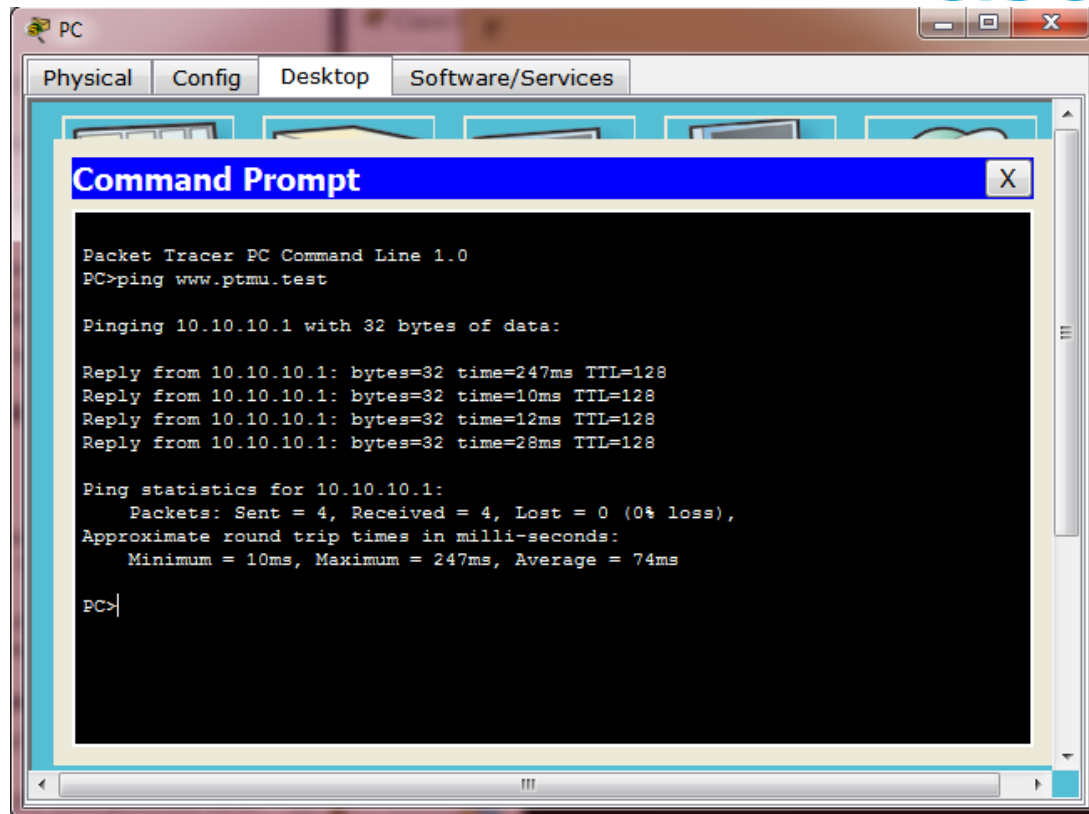 PC
Physical Config Desktop Software/Services
Command Prompt X
Packet Tracer PC Command Line 1.0
PC>ping www.ptmu.test
Pinging 10.10.10.1 with 32 bytes of data:
Reply from 10.10.10.1: bytes=32 time=247ms TTL=128
Reply from 10.10.10.1: bytes=32 time=10ms TTL=128
Reply from 10.10.10.1: bytes=32 time=12ms TTL=128
Reply from 10.10.10.1: bytes=32 time=28ms TTL=128
Ping statistics for 10.10.10.1:
Packets: Sent = 4, Received = 4, Lost = 0 (0% loss),
Approximate round trip times in milli-seconds:
Minimum = 10ms, Maximum = 247ms, Average = 74ms
PC>